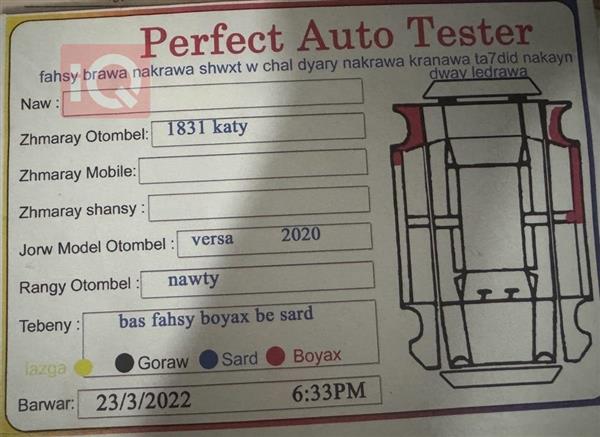 Perfect Auto Tester
fahsy brawa nakrawa shwxt w chal dyary nakrawa kranawa ta7did nakayn
dway ledrawa
IQ
Naw :
Zhmaray Otombel: 1831 katy
Zhmaray Mobile:
Zhmaray shansy :
Jorw Model Otombel : versa 2020
Rangy Otombel : nawty
Tebeny : bas fahsy boyax be sard
lazga Goraw Sard Boyax
Barwar: 23/3/2022 6:33PM